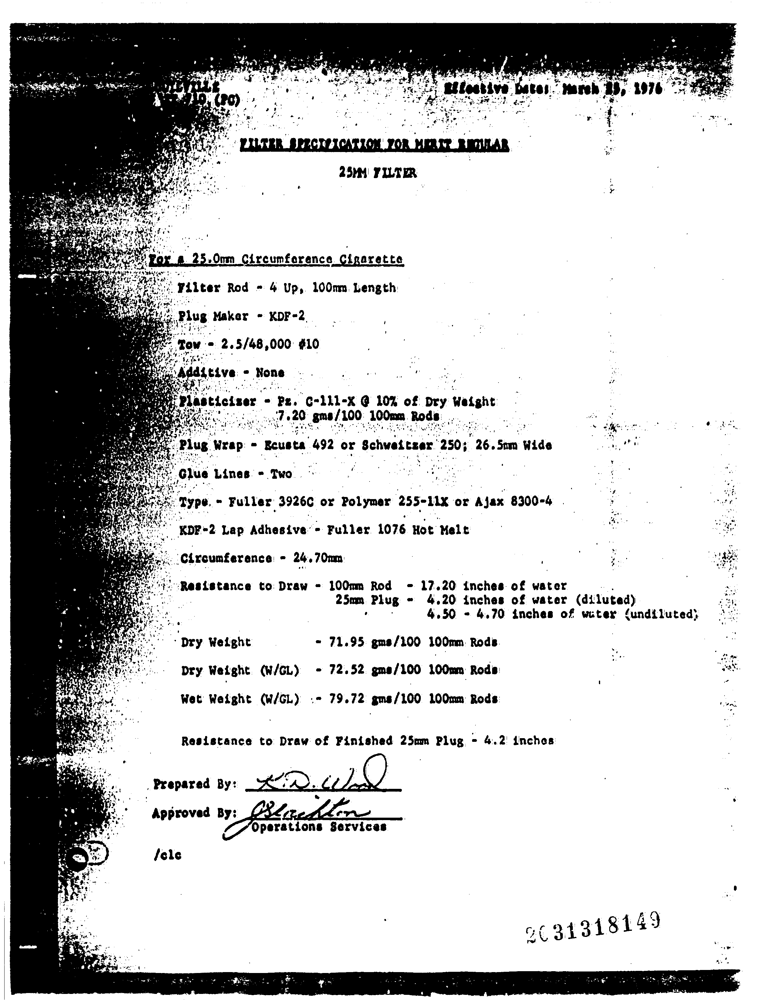 Effective Date: March 25, 1976
#10 (PG)
FILTER SPECIFICATION FOR MERIT REGULAR
25MM FILTER
For a 25.0mm Circumference Cigarette
Filter Rod - 4 Up, 100mm Length
Plug Maker - KDF-2
Tow - 2.5/48,000 #10
Additive - None
Plasticizer - Pz. C-111-X @ 10% of Dry Weight
7.20 gms/100 100mm Rods
Plug Wrap - Ecusta 492 or Schweitzer 250; 26.5mm Wide
Glue Lines - Two
Type - Fuller 3926C or Polymer 255-11X or Ajax 8300-4
KDF-2 Lap Adhesive - Fuller 1076 Hot Melt
Circumference - 24.70mm
Resistance to Draw - 100mm Rod - 17.20 inches of water
25mm Plug - 4.20 inches of water (diluted)
4.50 - 4.70 inches of water (undiluted)
Dry Weight - 71.95 gms/100 100mm Rods
Dry Weight (W/GL) - 72.52 gms/100 100mm Rods
Wet Weight (W/GL) - 79.72 gms/100 100mm Rods
Resistance to Draw of Finished 25mm Plug - 4.2 inches
Prepared By: K.D. Wood
Approved By:
Operations Services
/clc
2031318149